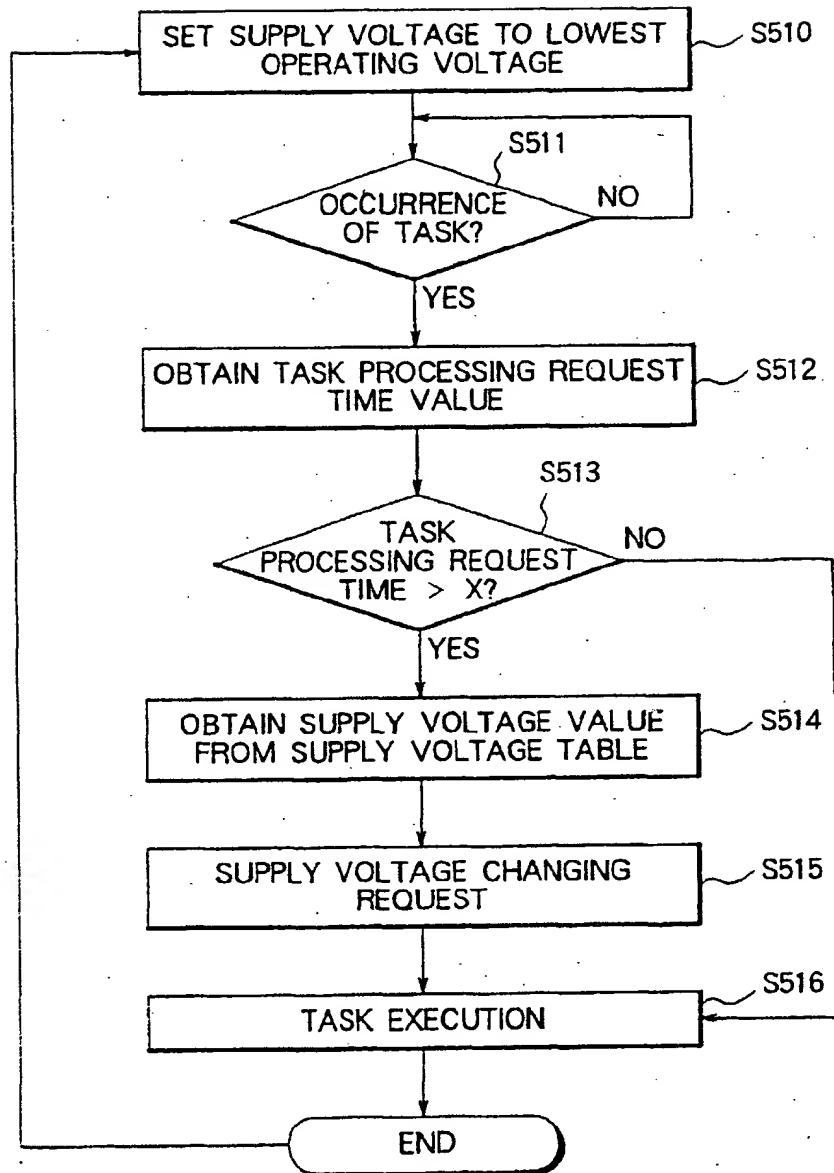 SET SUPPLY VOLTAGE TO LOWEST
OPERATING VOLTAGE
S510
S511
OCCURRENCE
OF TASK?
NO
YES
OBTAIN TASK PROCESSING REQUEST
TIME VALUE
S512
S513
TASK
PROCESSING REQUEST
TIME > X?
NO
YES
OBTAIN SUPPLY VOLTAGE VALUE
FROM SUPPLY VOLTAGE TABLE
S514
SUPPLY VOLTAGE CHANGING
REQUEST
S515
S516
TASK EXECUTION
END